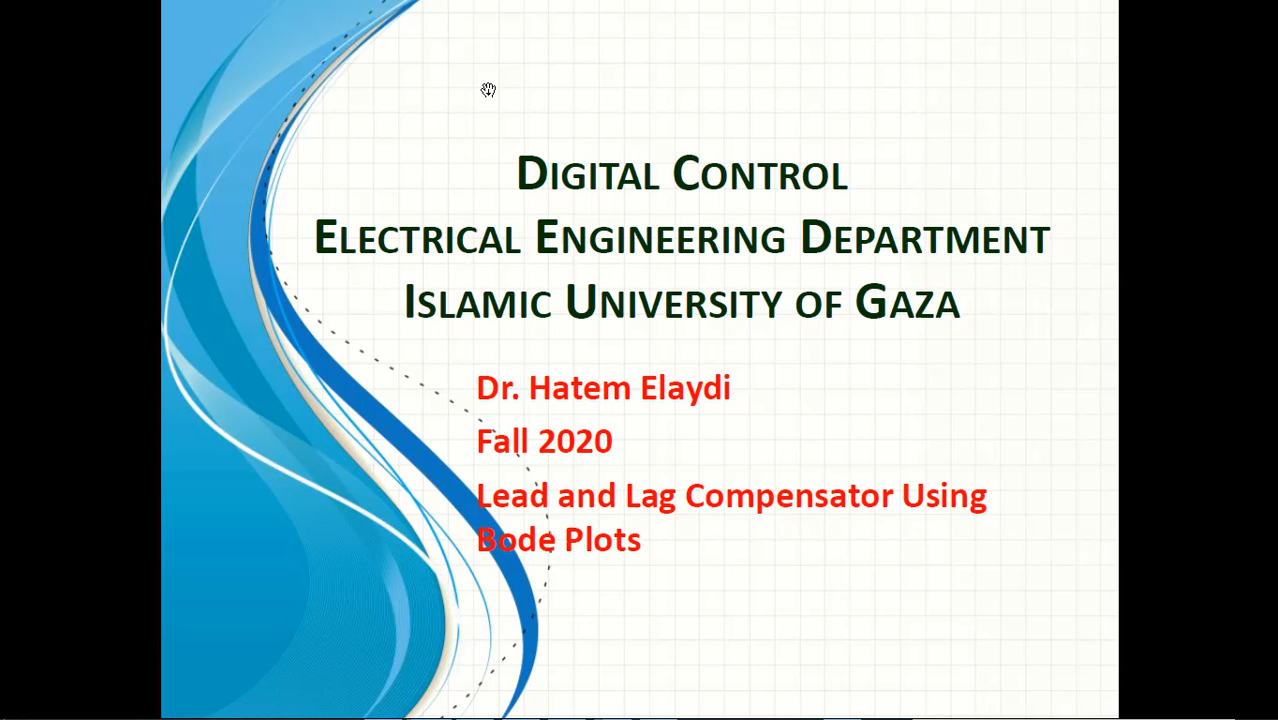 DIGITAL CONTROL
ELECTRICAL ENGINEERING DEPARTMENT
ISLAMIC UNIVERSITY OF GAZA
Dr. Hatem Elaydi
Fall 2020
Lead and Lag Compensator Using
Bode Plots